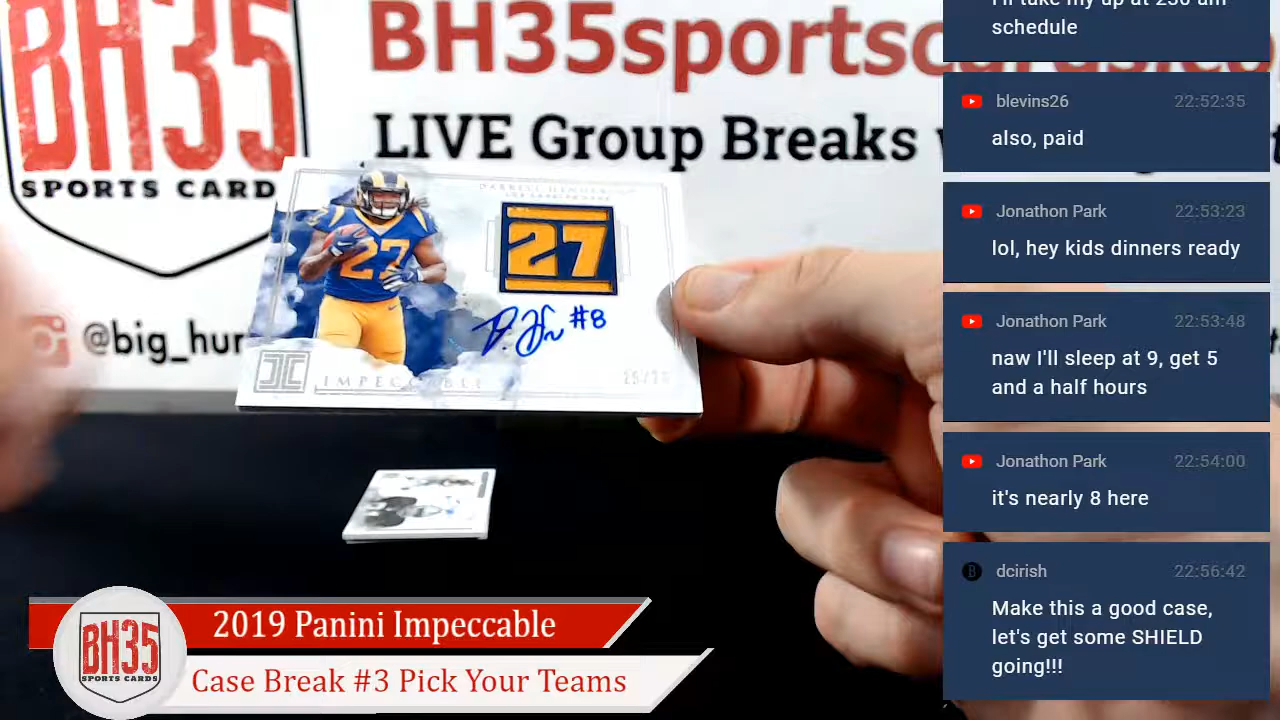 BH35
SPORTS CARD
BH35sportscards.co
LIVE Group Breaks
@big_hur
27
27
#8
IMPECCABLE
2019 Panini Impeccable
Case Break #3 Pick Your Teams
BH35
SPORTS CARDS
schedule
blevins26 22:52:35
also, paid
Jonathon Park 22:53:23
lol, hey kids dinners ready
Jonathon Park 22:53:48
naw I'll sleep at 9, get 5
and a half hours
Jonathon Park 22:54:00
it's nearly 8 here
dcirish 22:56:42
Make this a good case,
let's get some SHIELD
going!!!